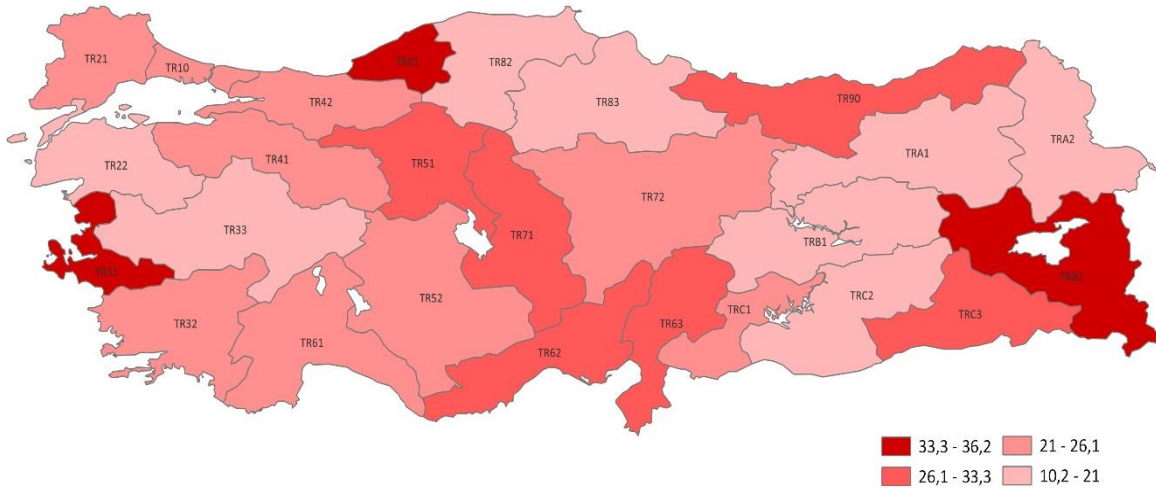 TR21
TR10
TR81
TR82
TR42
TR83
TR90
TR22
TR41
TR51
TRA1
TRA2
TR33
TR71
TR72
TRB1
TR31
TRB2
TR52
TRC1
TRC2
TR32
TR61
TR62
TR63
TRC3
33,3 - 36,2
21 - 26,1
26,1 - 33,3
10,2 - 21